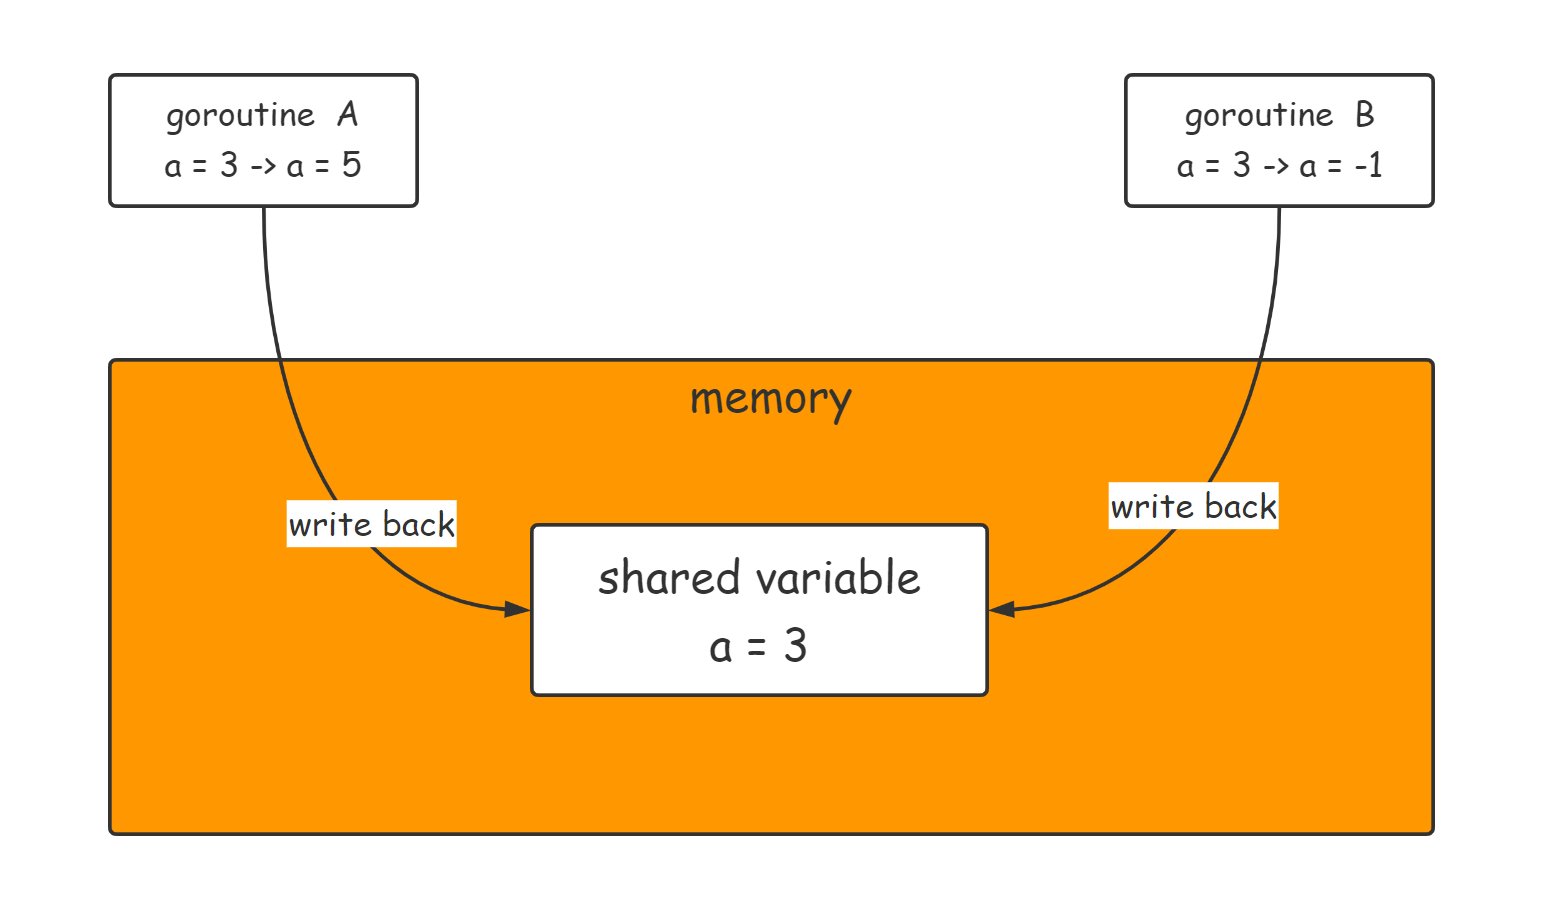 goroutine A
a = 3 -> a = 5
goroutine B
a = 3 -> a = -1
memory
write back
write back
shared variable
a = 3